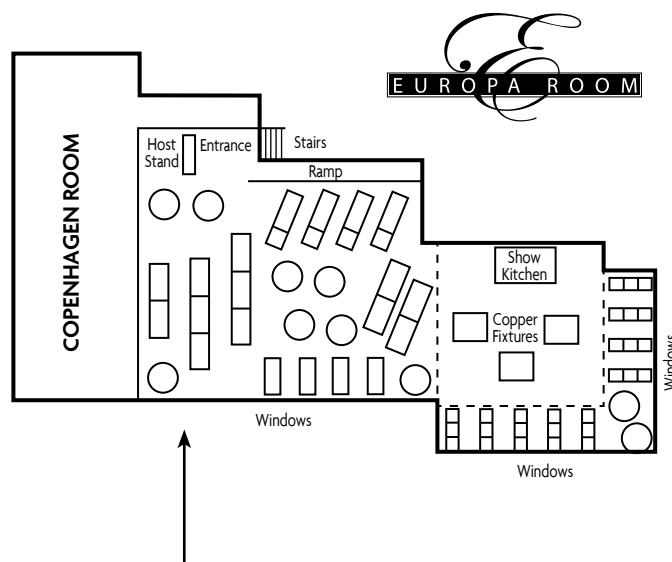 E
EUROPA ROOM
Host
Stand
Entrance
Stairs
Ramp
COPENHAGEN ROOM
Show
Kitchen
Copper
Fixtures
Windows
Windows
Windows